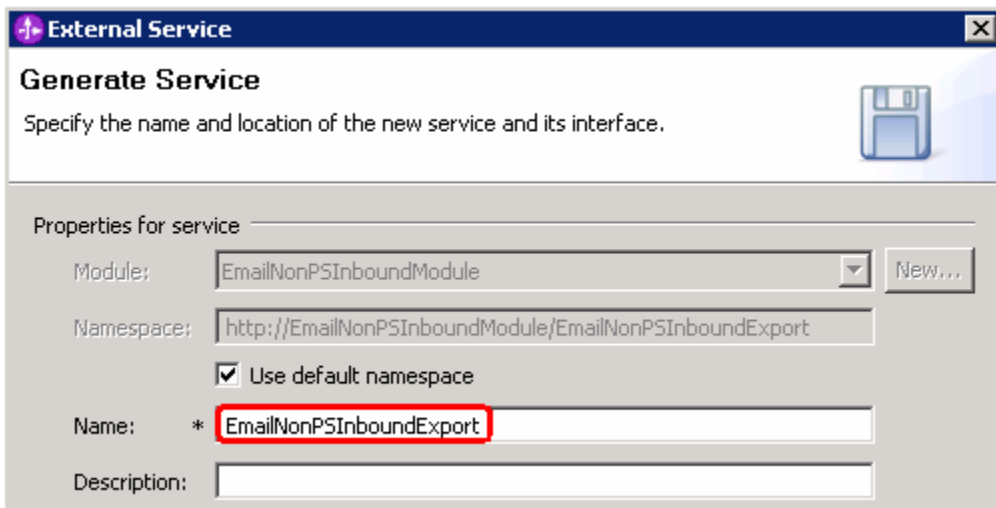 External Service
Generate Service
Specify the name and location of the new service and its interface.
Properties for service
Module: EmailNonPSInboundModule New...
Namespace: http://EmailNonPSInboundModule/EmailNonPSInboundExport
Use default namespace
Name: * EmailNonPSInboundExport
Description: